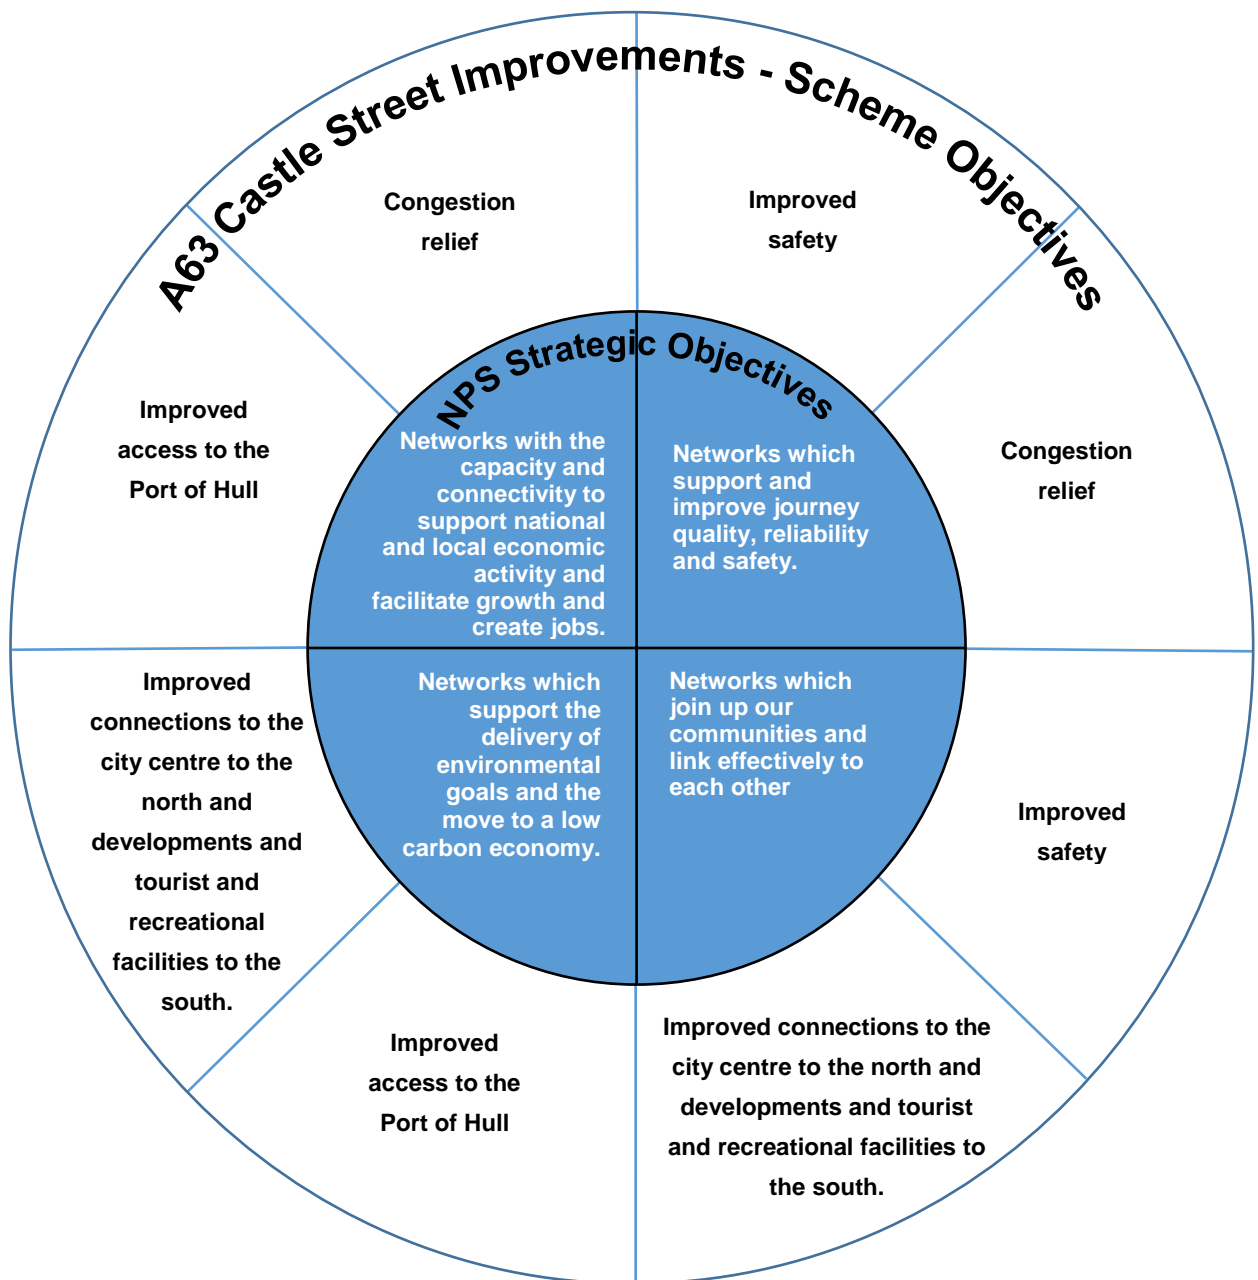 A63 Castle Street Improvements - Scheme Objectives
Congestion
relief
Improved
safety
Improved
access to the
Port of Hull
Congestion
relief
NPS Strategic Objectives
Networks with the
capacity and
connectivity to
support national
and local economic
activity and
facilitate growth and
create jobs.
Networks which
support and
improve journey
quality, reliability
and safety.
Improved
connections to the
city centre to the
north and
developments and
tourist and
recreational
facilities to the
south.
Networks which
support the
delivery of
environmental
goals and the
move to a low
carbon economy.
Networks which
join up our
communities and
link effectively to
each other
Improved
safety
Improved
access to the
Port of Hull
Improved connections to the
city centre to the north and
developments and tourist
and recreational facilities to
the south.